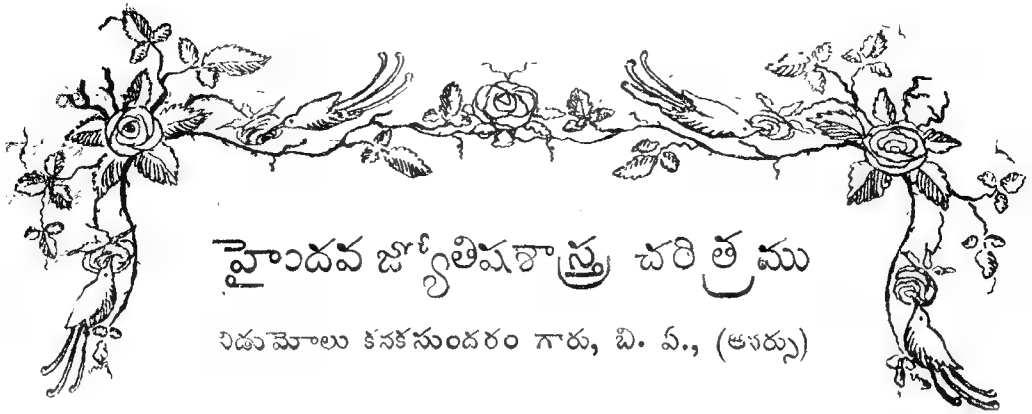 హైందవ జ్యోతిషశాస్త్ర చరిత్రము
నిడుమోలు కనకసుందరం గారు, బి. ఏ., (ఆనర్సు)